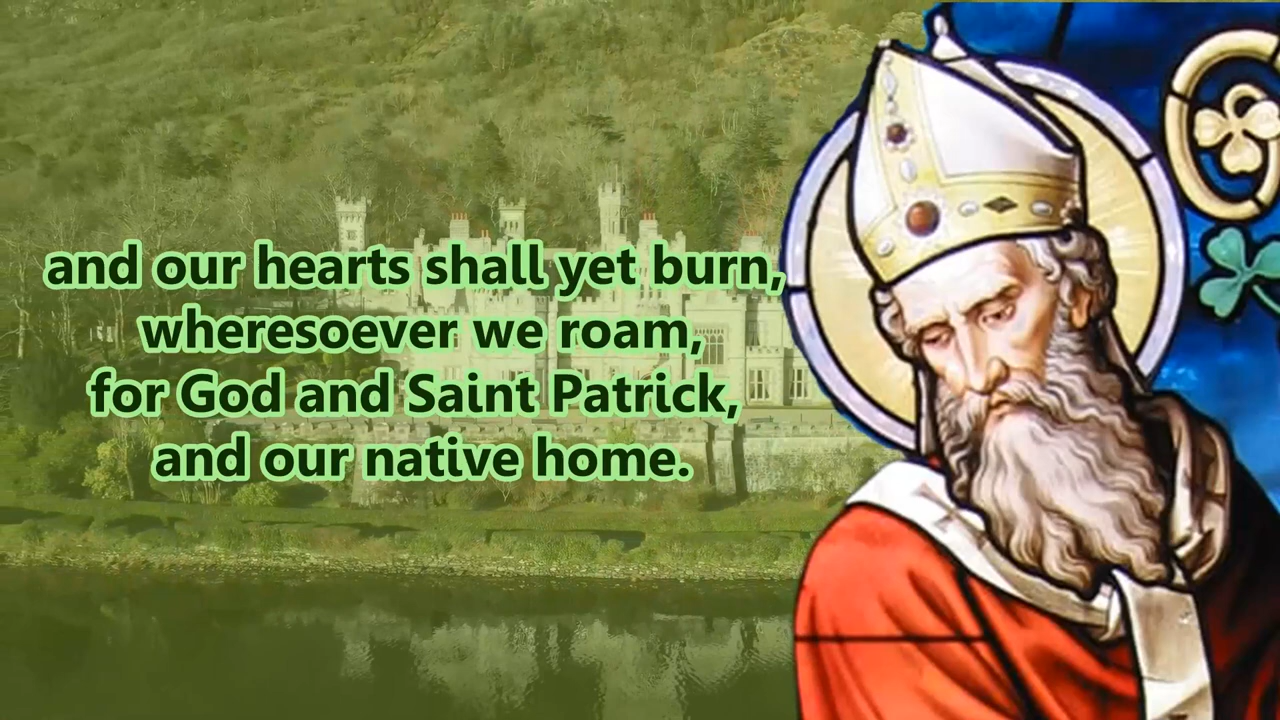 and our hearts shall yet burn,
wheresoever we roam,
for God and Saint Patrick,
and our native home.